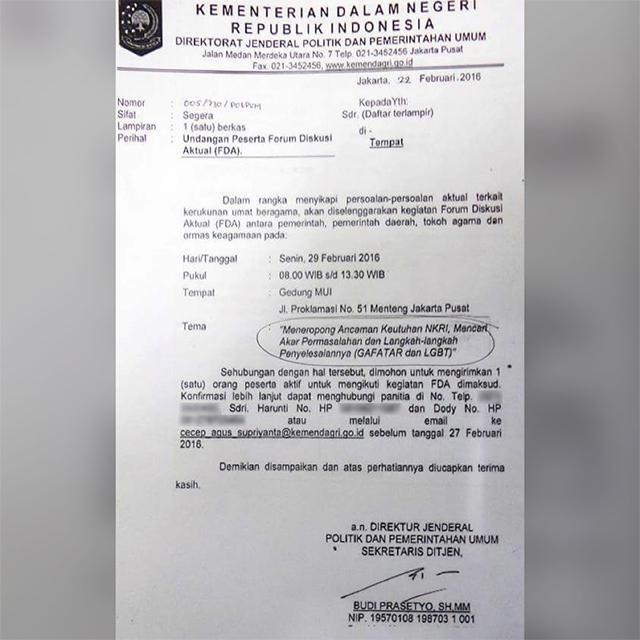 KEMENTERIAN DALAM NEGERI
REPUBLIK INDONESIA
DIREKTORAT JENDERAL POLITIK DAN PEMERINTAHAN UMUM
Jalan Medan Merdeka Utara No. 7 Telp. 021-3452456 Jakarta Pusat
Fax. 021-3452456, www.kemendagri.go.id
Jakarta, 22 Februari 2016
Nomor : 005/730/POLPUM
Sifat : Segera
Lampiran : 1 (satu) berkas
Perihal : Undangan Peserta Forum Diskusi
Aktual (FDA).
Kepada Yth:
Sdr. (Daftar terlampir)
di -
Tempat
Dalam rangka menyikapi persoalan-persoalan aktual terkait
kerukunan umat beragama, akan diselenggarakan kegiatan Forum Diskusi
Aktual (FDA) antara pemerintah, pemerintah daerah, tokoh agama dan
ormas keagamaan pada:
Hari/Tanggal : Senin, 29 Februari 2016
Pukul : 08.00 WIB s/d 13.30 WIB
Tempat : Gedung MUI
Jl. Proklamasi No. 51 Menteng Jakarta Pusat
Tema : "Meneropong Ancaman Keutuhan NKRI, Mencari
Akar Permasalahan dan Langkah-langkah
Penyelesaiannya (GAFATAR dan LGBT)"
Sehubungan dengan hal tersebut, dimohon untuk mengirimkan 1
(satu) orang peserta aktif untuk mengikuti kegiatan FDA dimaksud.
Konfirmasi lebih lanjut dapat menghubungi panitia di No. Telp.
Sdri. Harunti No. HP dan Dody No. HP
atau melalui email ke
cecep_agus_supriyanta@kemendagri.go.id sebelum tanggal 27 Februari
2016.
Demikian disampaikan dan atas perhatiannya diucapkan terima
kasih.
a.n. DIREKTUR JENDERAL
POLITIK DAN PEMERINTAHAN UMUM
SEKRETARIS DITJEN,
BUDI PRASETYO, SH.MM
NIP. 19570108 198703 1 001